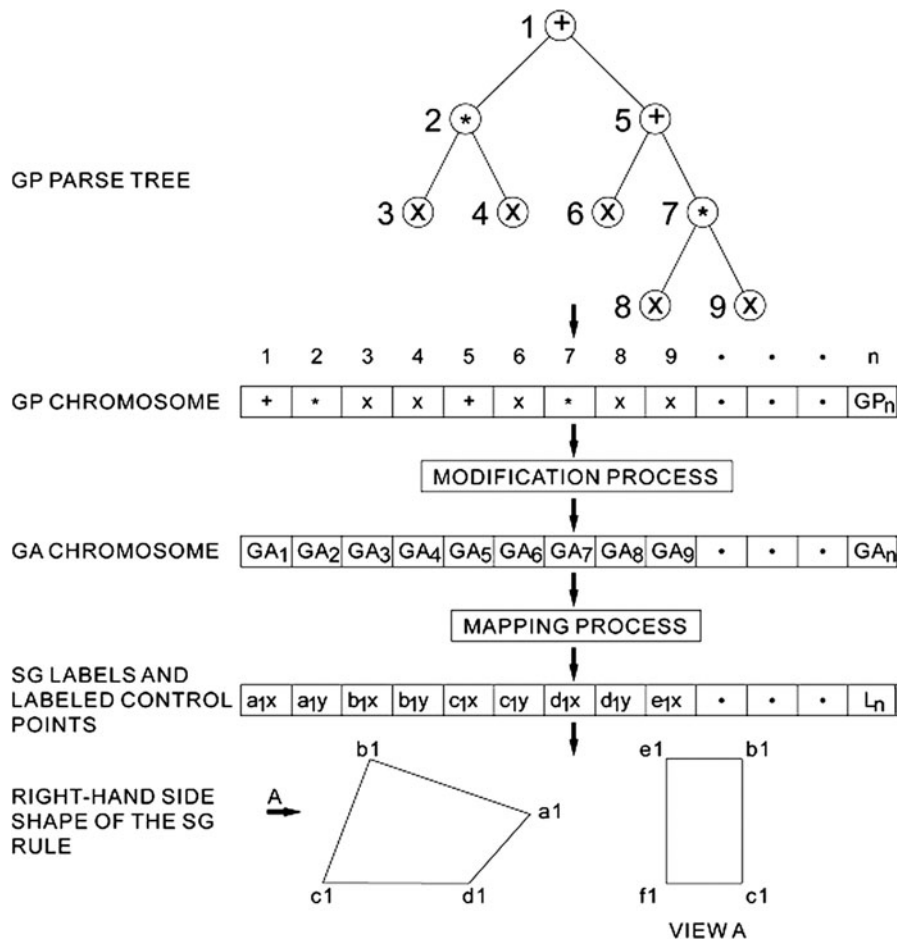 1 +
2 * 5 +
GP PARSE TREE
3 X 4 X 6 X 7 *
8 X 9 X
1 2 3 4 5 6 7 8 9 • • • n
GP CHROMOSOME + * x x + x * x x • • • GPn
MODIFICATION PROCESS
GA CHROMOSOME GA1 GA2 GA3 GA4 GA5 GA6 GA7 GA8 GA9 • • • GAn
MAPPING PROCESS
SG LABELS AND
LABELED CONTROL
POINTS
a1x a1y b1x b1y c1x c1y d1x d1y e1x • • • Ln
b1 e1 b1
RIGHT-HAND SIDE
SHAPE OF THE SG
RULE
A
a1
c1 d1 f1 c1
VIEW A